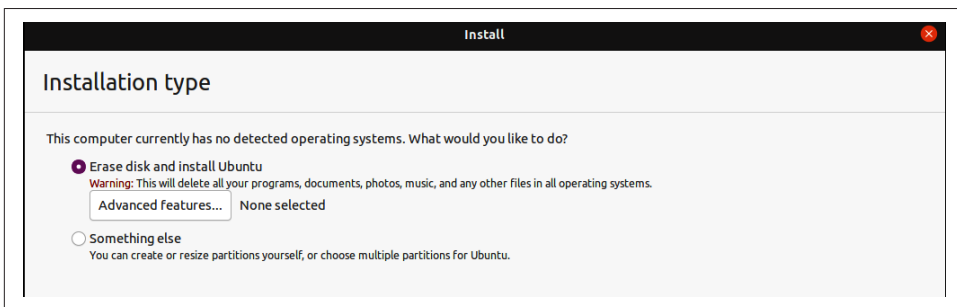 Install
Installation type
This computer currently has no detected operating systems. What would you like to do?
Erase disk and install Ubuntu
Warning: This will delete all your programs, documents, photos, music, and any other files in all operating systems.
Advanced features... None selected
Something else
You can create or resize partitions yourself, or choose multiple partitions for Ubuntu.